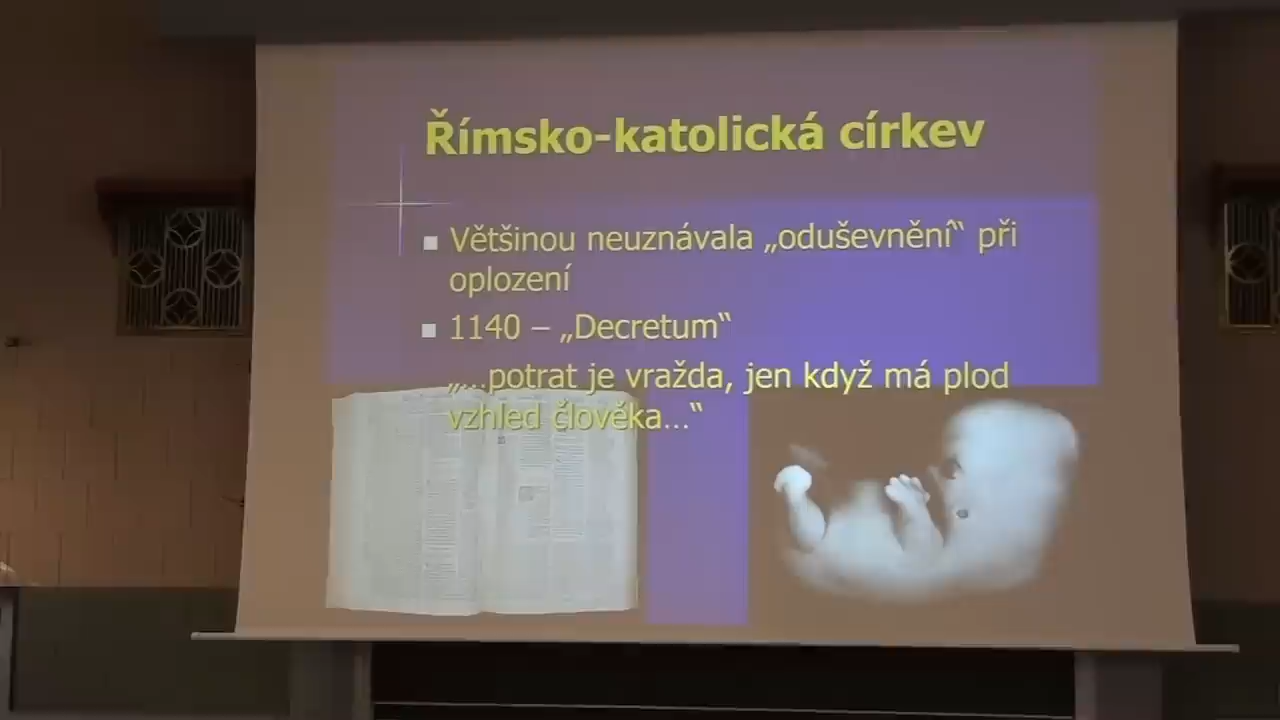 Římsko-katolická církev
Většinou neuznávala „oduševnění“ při
oplození
1140 – „Decretum“
„…potrat je vražda, jen když má plod
vzhled člověka…“